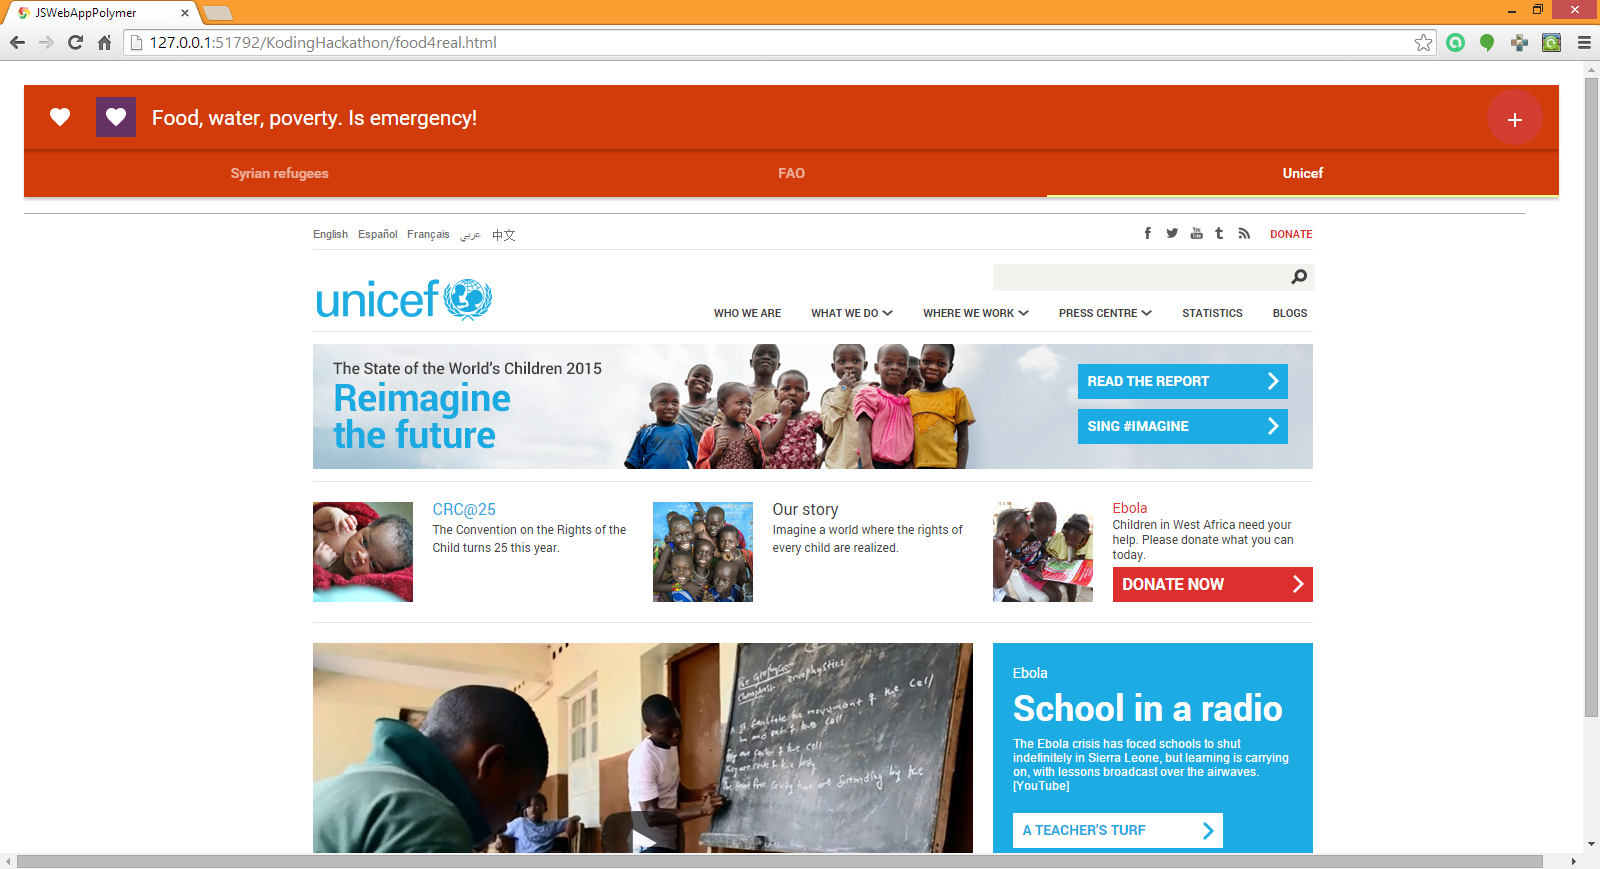 JSWebAppPolymer
127.0.0.1:51792/KodingHackathon/food4real.html
Food, water, poverty. Is emergency!
Syrian refugees FAO Unicef
English Español Français عربي 中文 DONATE
unicef
WHO WE ARE WHAT WE DO WHERE WE WORK PRESS CENTRE STATISTICS BLOGS
The State of the World's Children 2015
Reimagine
the future
READ THE REPORT
SING #IMAGINE
CRC@25
The Convention on the Rights of the
Child turns 25 this year.
Our story
Imagine a world where the rights of
every child are realized.
Ebola
Children in West Africa need your
help. Please donate what you can
today.
DONATE NOW
Ebola
School in a radio
The Ebola crisis has foced schools to shut
indefinitely in Sierra Leone, but learning is carrying
on, with lessons broadcast over the airwaves.
[YouTube]
A TEACHER'S TURF